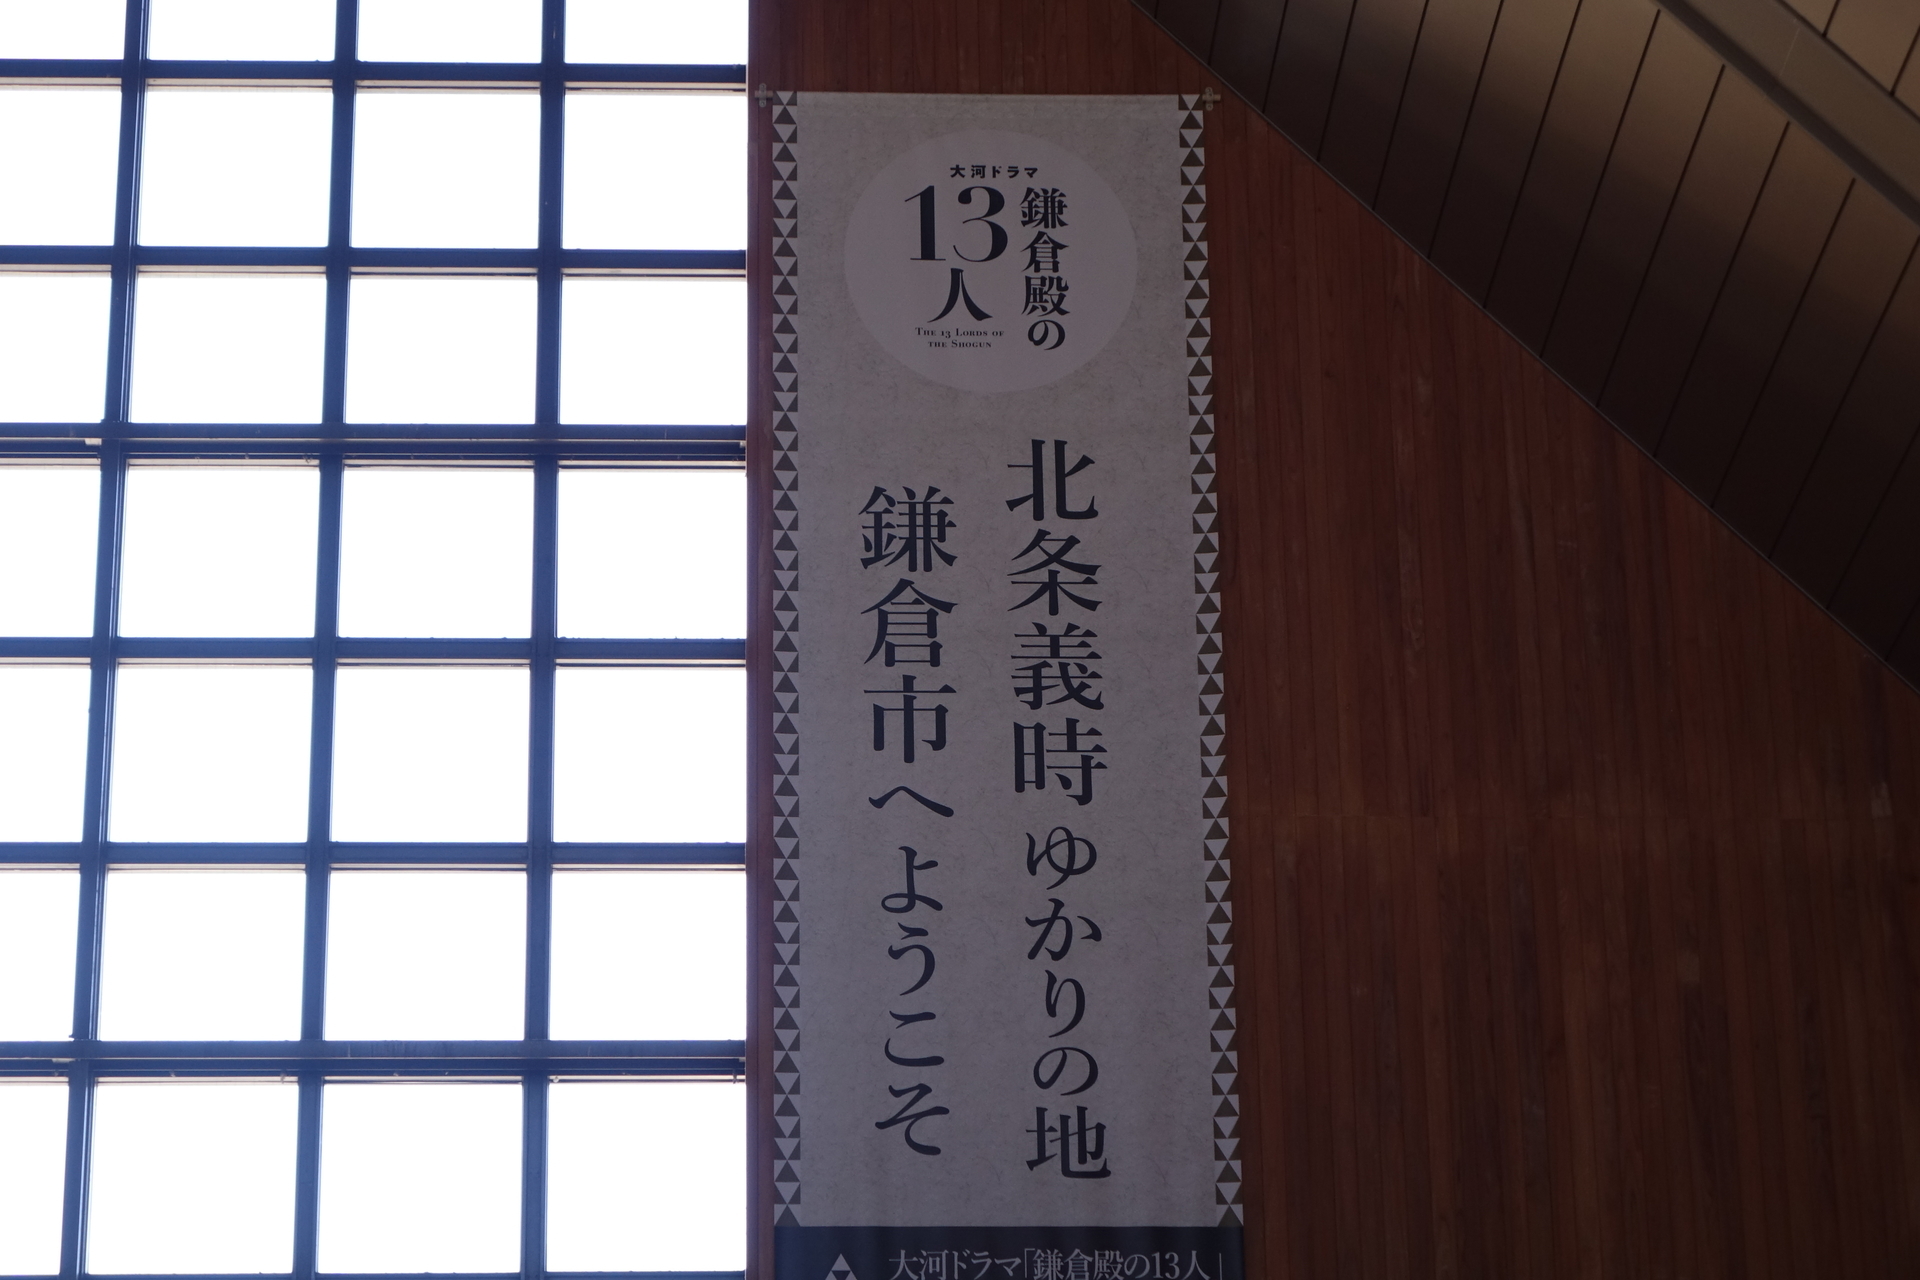 大河ドラマ
鎌倉殿の
13人
THE 13 LORDS OF
THE SHOGUN
北条義時ゆかりの地
鎌倉市へようこそ
大河ドラマ「鎌倉殿の13人」